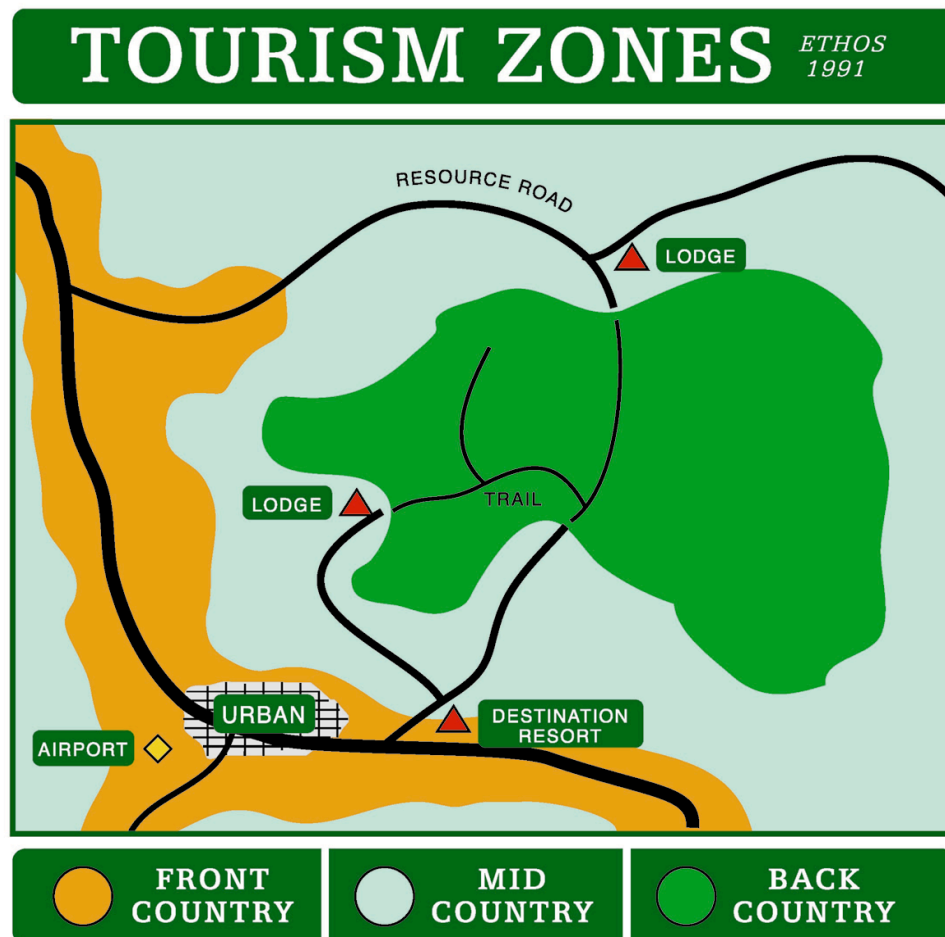 TOURISM ZONES
ETHOS
1991
RESOURCE ROAD
LODGE
LODGE
TRAIL
URBAN
DESTINATION
RESORT
AIRPORT
FRONT
COUNTRY
MID
COUNTRY
BACK
COUNTRY